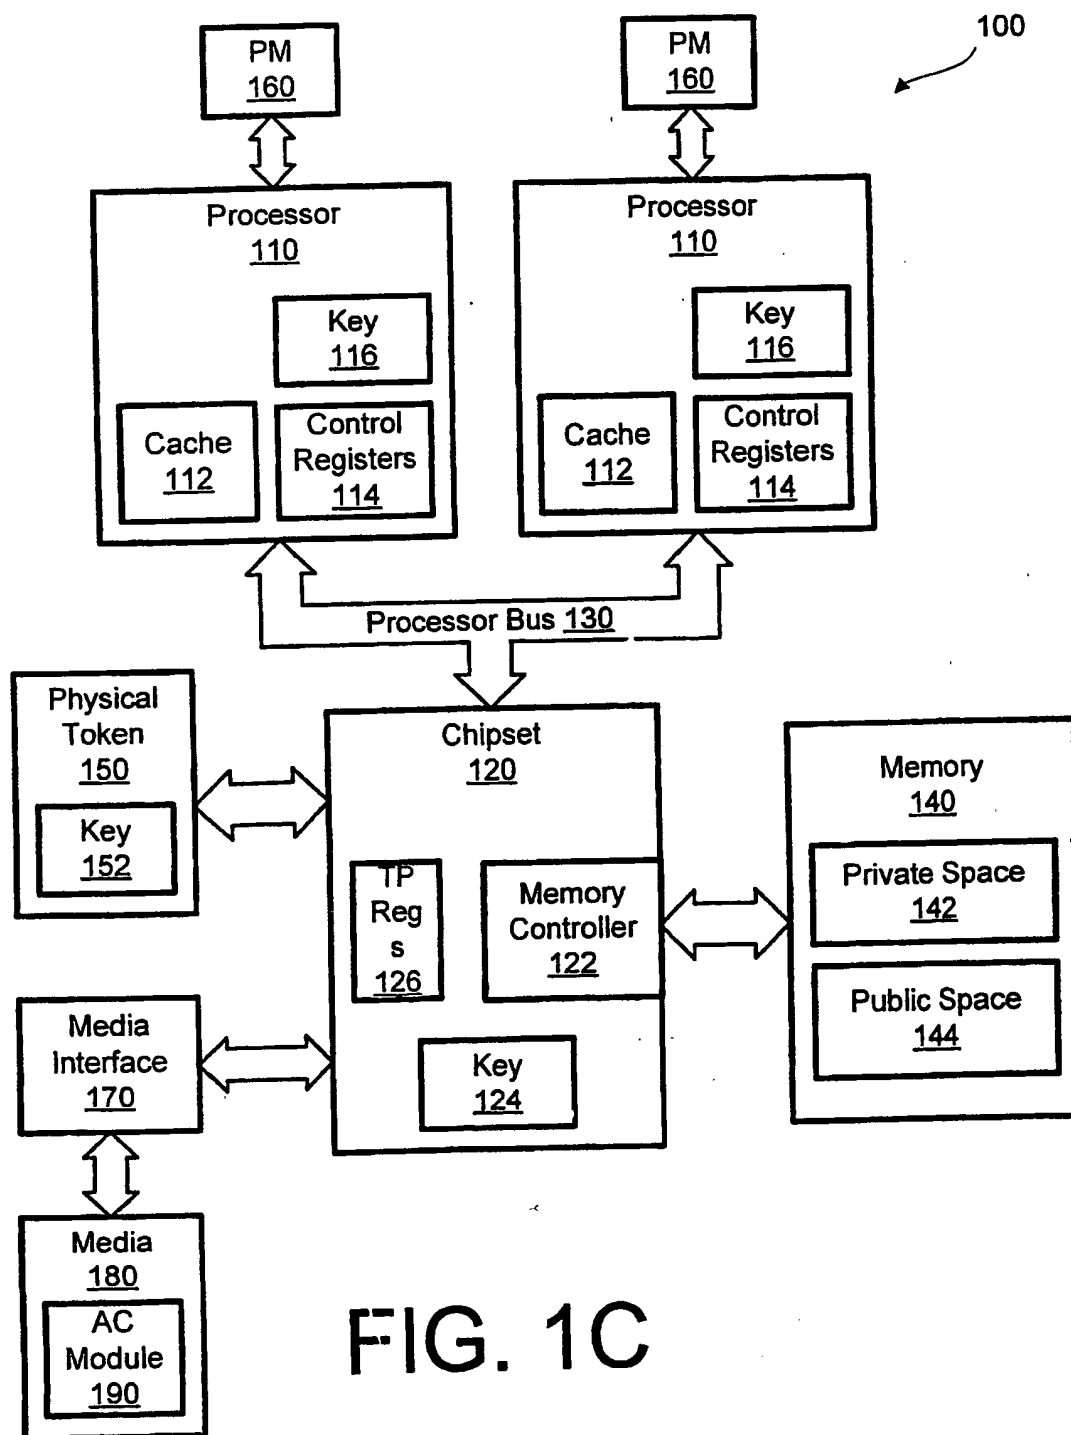 100
PM
160
PM
160
Processor
110
Key
116
Cache
112
Control
Registers
114
Processor
110
Key
116
Cache
112
Control
Registers
114
Processor Bus 130
Physical
Token
150
Key
152
Chipset
120
TP
Reg
s
126
Memory
Controller
122
Key
124
Memory
140
Private Space
142
Public Space
144
Media
Interface
170
Media
180
AC
Module
190
FIG. 1C